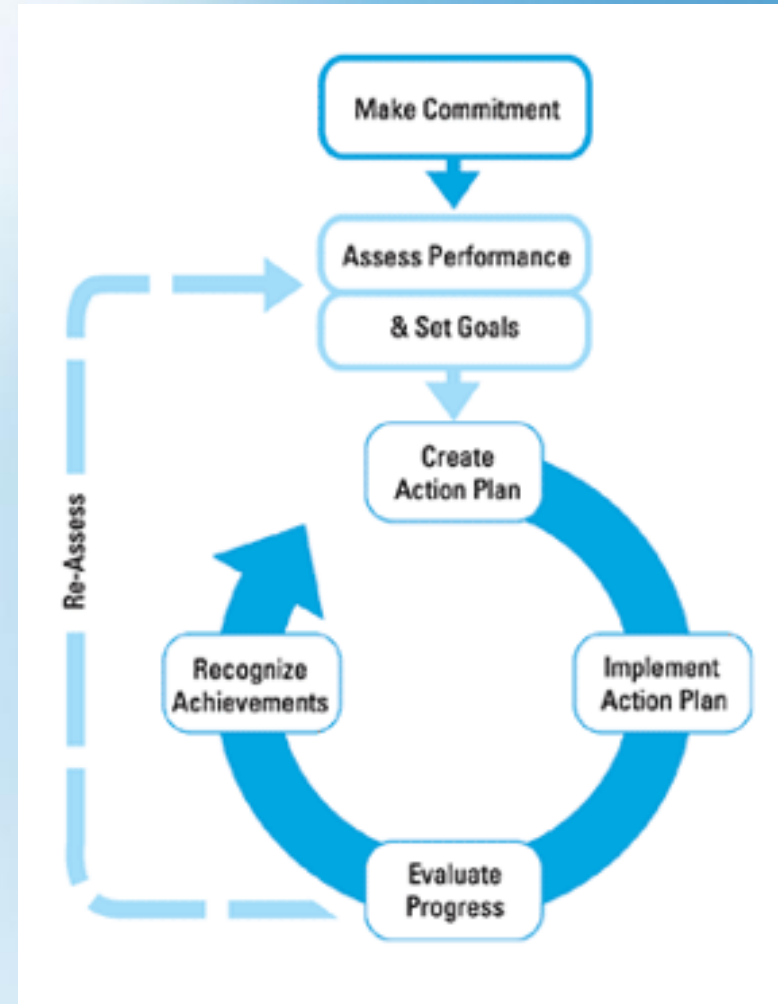 Make Commitment
Assess Performance
& Set Goals
Create
Action Plan
Re-Assess
Recognize
Achievements
Implement
Action Plan
Evaluate
Progress